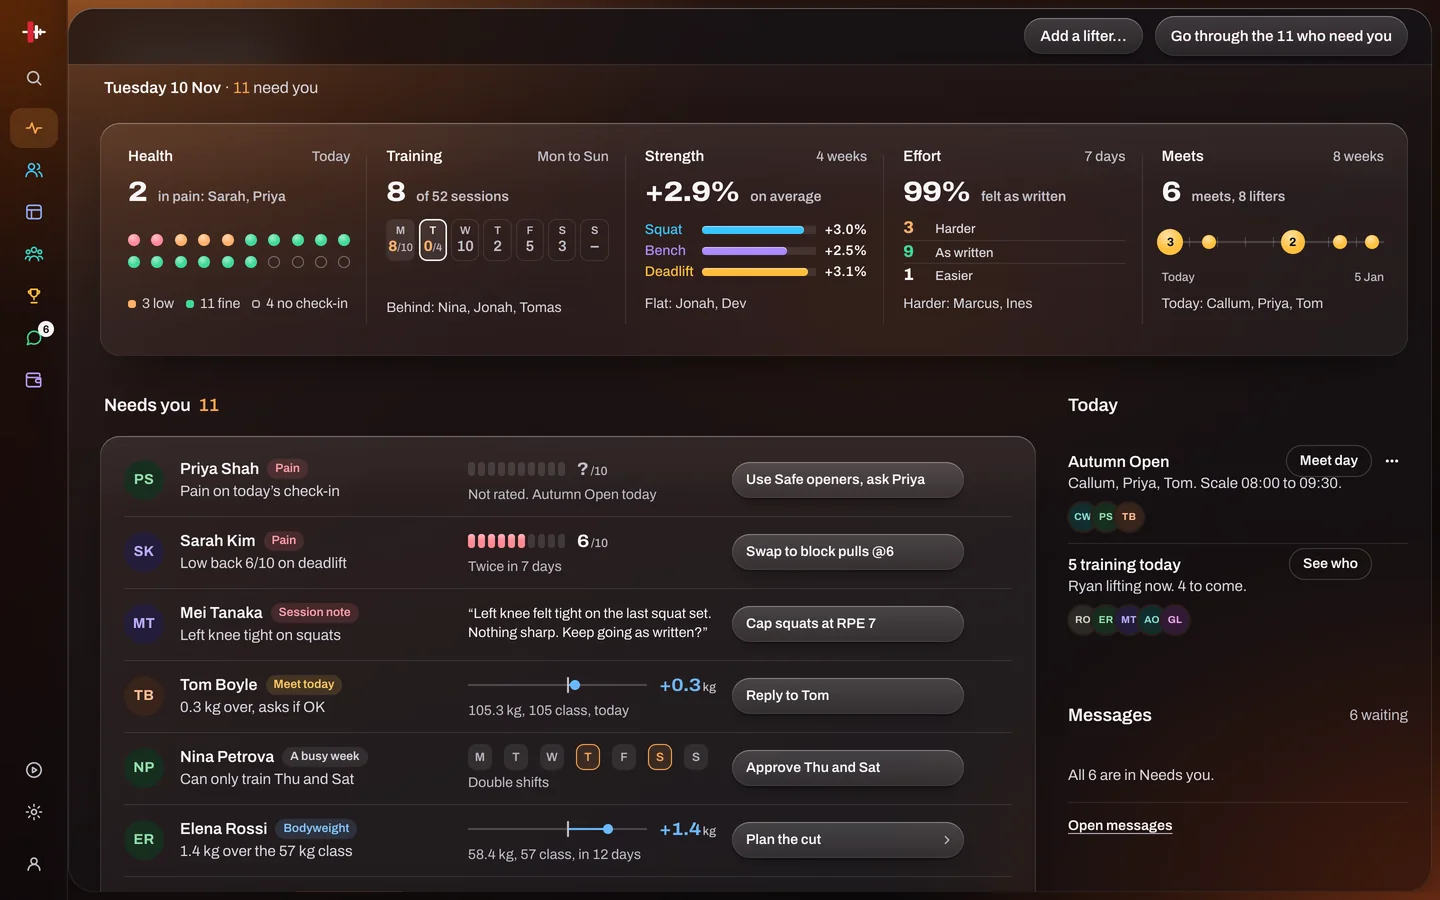 Add a lifter...
Go through the 11 who need you
Tuesday 10 Nov · 11 need you
6
Health
Today
2 in pain: Sarah, Priya
3 low
11 fine
4 no check-in
Training
Mon to Sun
8 of 52 sessions
M T W T F S S
8/10 0/4 10 2 5 3 –
Behind: Nina, Jonah, Tomas
Strength
4 weeks
+2.9% on average
Squat +3.0%
Bench +2.5%
Deadlift +3.1%
Flat: Jonah, Dev
Effort
7 days
99% felt as written
3 Harder
9 As written
1 Easier
Harder: Marcus, Ines
Meets
8 weeks
6 meets, 8 lifters
3 2
Today
5 Jan
Today: Callum, Priya, Tom
Needs you 11
PS
Priya Shah Pain
Pain on today’s check-in
? /10
Not rated. Autumn Open today
Use Safe openers, ask Priya
SK
Sarah Kim Pain
Low back 6/10 on deadlift
6 /10
Twice in 7 days
Swap to block pulls @6
MT
Mei Tanaka Session note
Left knee tight on squats
“Left knee felt tight on the last squat set.
Nothing sharp. Keep going as written?”
Cap squats at RPE 7
TB
Tom Boyle Meet today
0.3 kg over, asks if OK
+0.3 kg
105.3 kg, 105 class, today
Reply to Tom
NP
Nina Petrova A busy week
Can only train Thu and Sat
M T W T F S S
Double shifts
Approve Thu and Sat
ER
Elena Rossi Bodyweight
1.4 kg over the 57 kg class
+1.4 kg
58.4 kg, 57 class, in 12 days
Plan the cut
Today
Autumn Open
Meet day
Callum, Priya, Tom. Scale 08:00 to 09:30.
CW PS TB
5 training today
See who
Ryan lifting now. 4 to come.
RO ER MT AO GL
Messages
6 waiting
All 6 are in Needs you.
Open messages